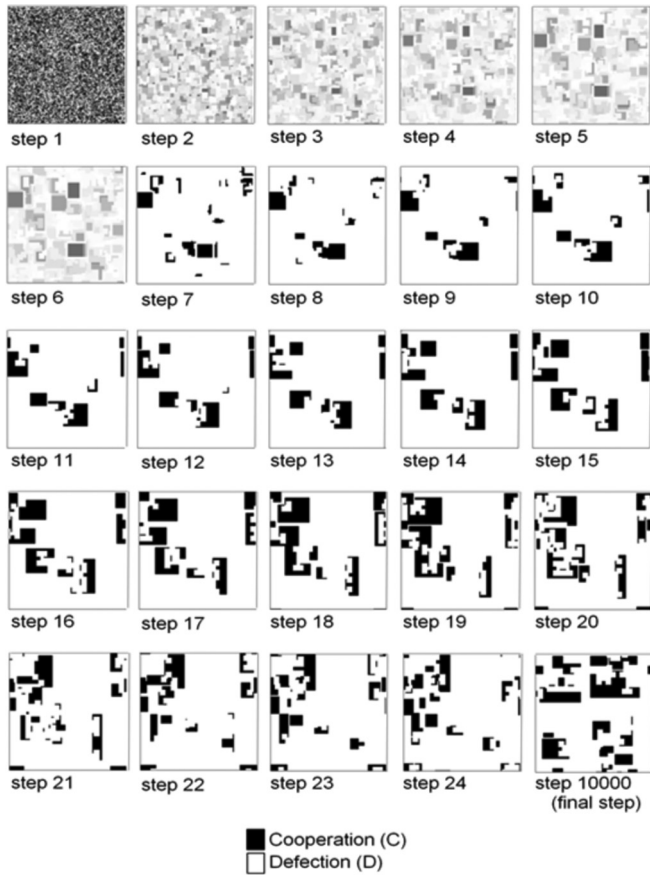 step 1
step 2
step 3
step 4
step 5
step 6
step 7
step 8
step 9
step 10
step 11
step 12
step 13
step 14
step 15
step 16
step 17
step 18
step 19
step 20
step 21
step 22
step 23
step 24
step 10000
(final step)
Cooperation (C)
Defection (D)